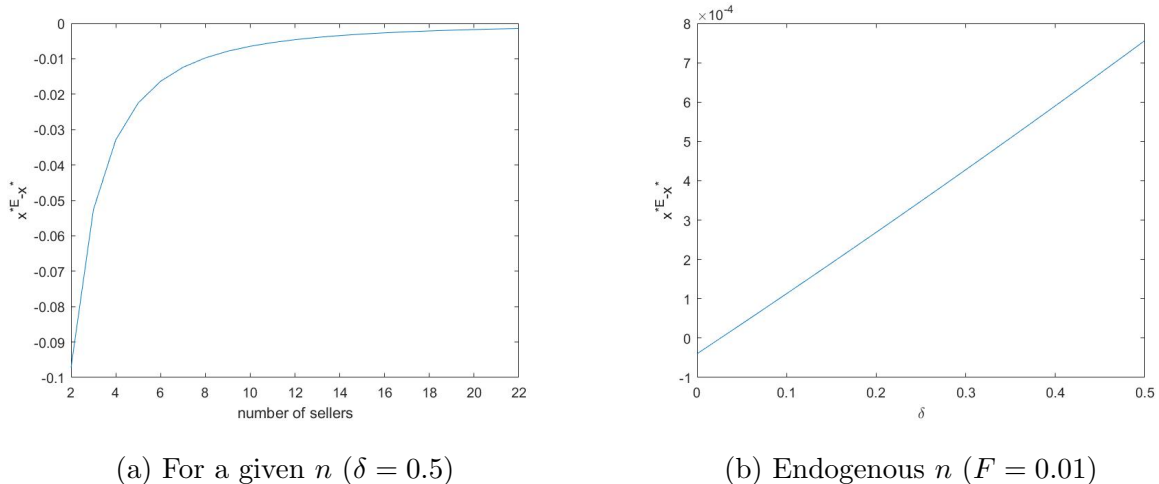 0
-0.01
-0.02
-0.03
-0.04
-0.05
-0.06
-0.07
-0.08
-0.09
-0.1
x*E-x*
2 4 6 8 10 12 14 16 18 20 22
number of sellers
(a) For a given n (δ = 0.5)
×10-4
8
7
6
5
4
3
2
1
0
-1
x*E-x*
0 0.1 0.2 0.3 0.4 0.5
δ
(b) Endogenous n (F = 0.01)